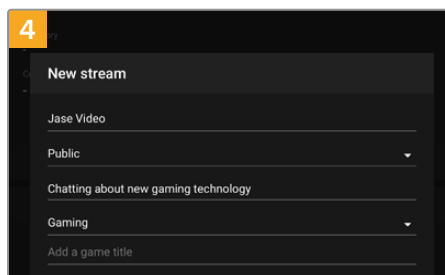 4
New stream
Jase Video
Public
Chatting about new gaming technology
Gaming
Add a game title